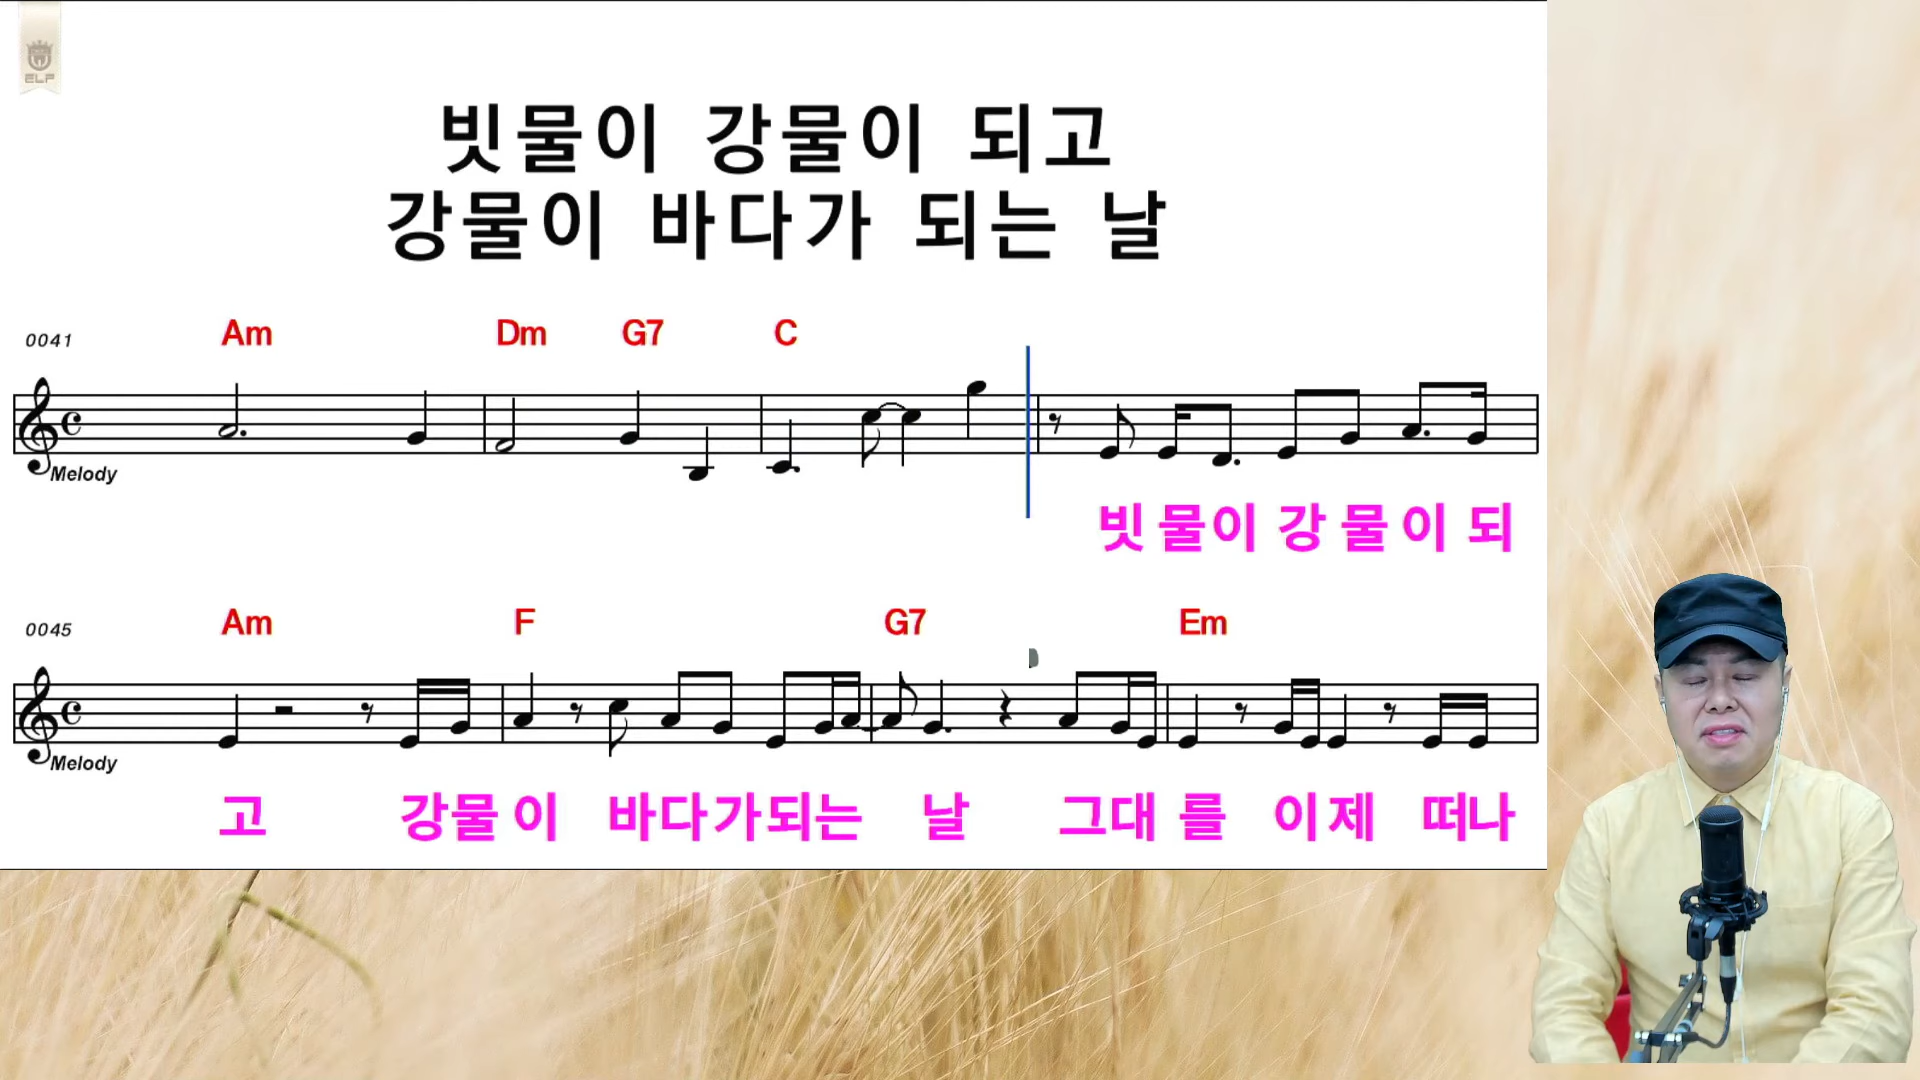 ELP
빗물이 강물이 되고
강물이 바다가 되는 날
0041 Am Dm G7 C
Melody
빗 물이 강 물 이 되
0045 Am F G7 Em
Melody
고 강물 이 바다가되는 날 그대 를 이제 떠나